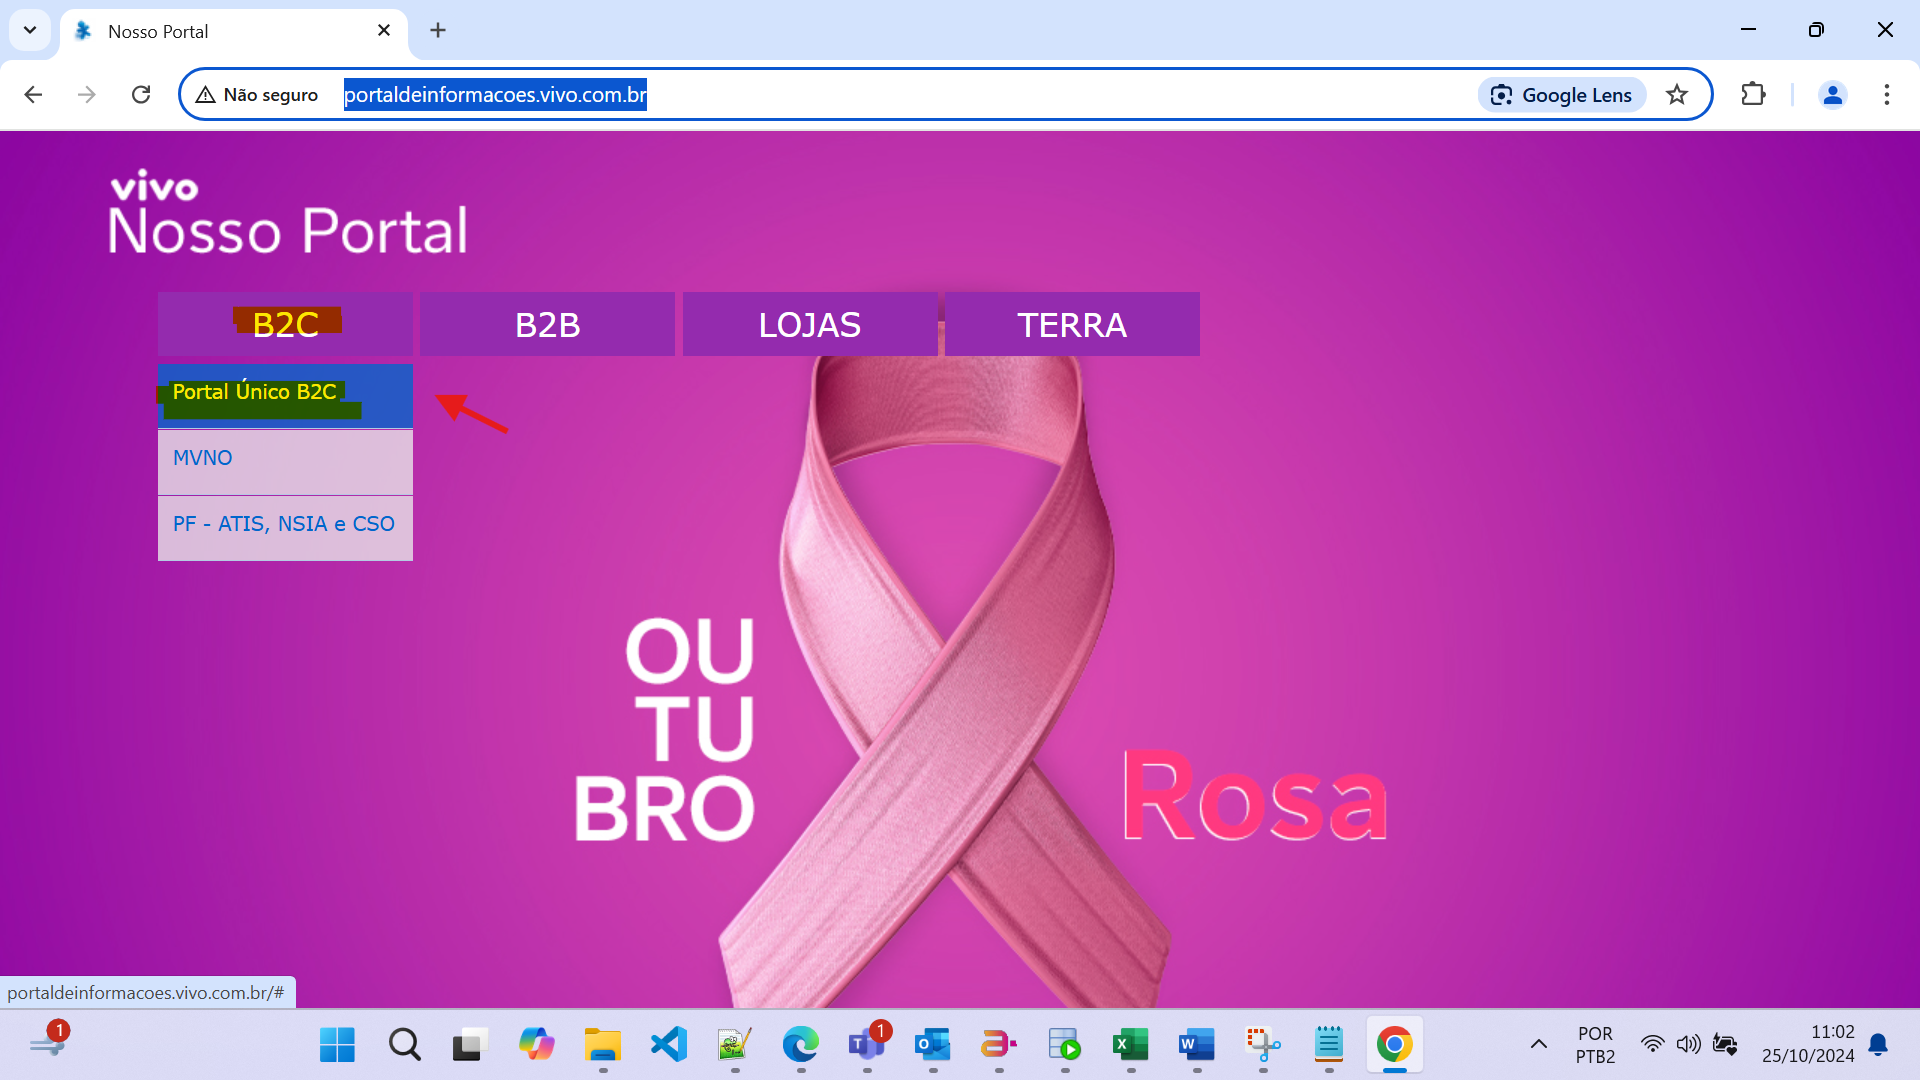 Nosso Portal
Não seguro
portaldeinformacoes.vivo.com.br
Google Lens
vivo
Nosso Portal
B2C
B2B
LOJAS
TERRA
Portal Único B2C
MVNO
PF - ATIS, NSIA e CSO
OU
TU
BRO
Rosa
portaldeinformacoes.vivo.com.br/#
1
1
POR
PTB2
11:02
25/10/2024